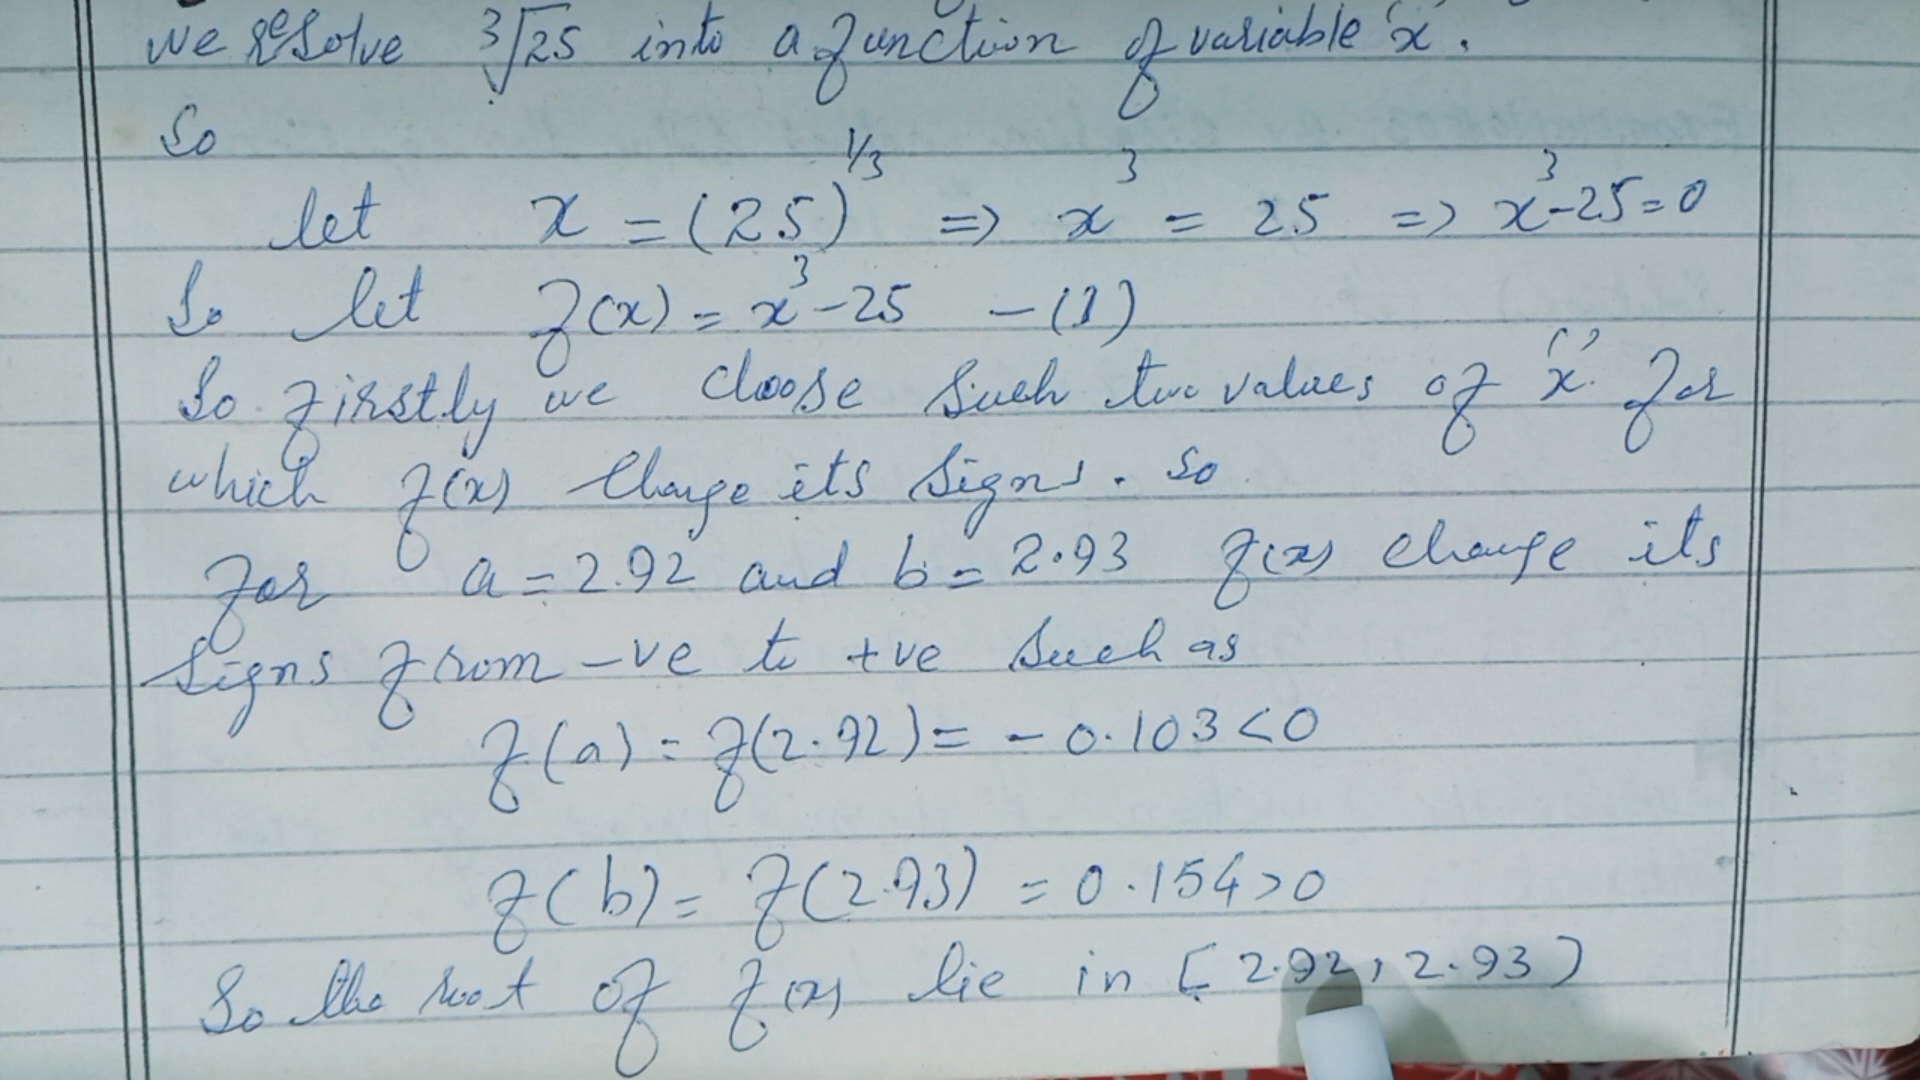 we resolve ∛25 into a function of variable 'x'.
So
let x = (25)^1/3 => x^3 = 25 => x^3-25=0
So let f(x) = x^3-25 -(1)
So firstly we choose such two values of 'x' for
which f(x) change its signs. So
for a = 2.92 and b = 2.93 f(x) change its
signs from -ve to +ve such as
f(a) = f(2.92) = -0.103<0
f(b) = f(2.93) = 0.154>0
So the root of f(x) lie in [2.92, 2.93)